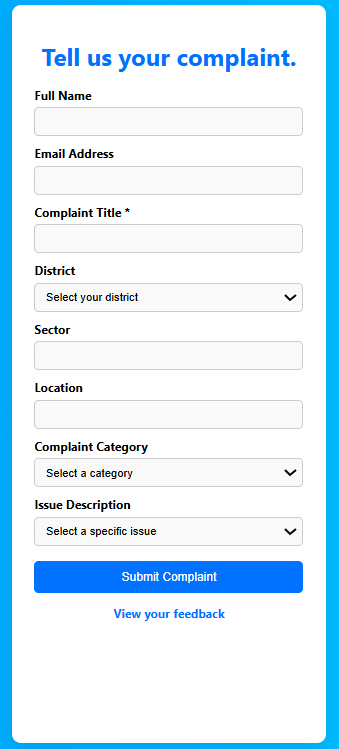 Tell us your complaint.
Full Name
Email Address
Complaint Title *
District
Select your district
Sector
Location
Complaint Category
Select a category
Issue Description
Select a specific issue
Submit Complaint
View your feedback